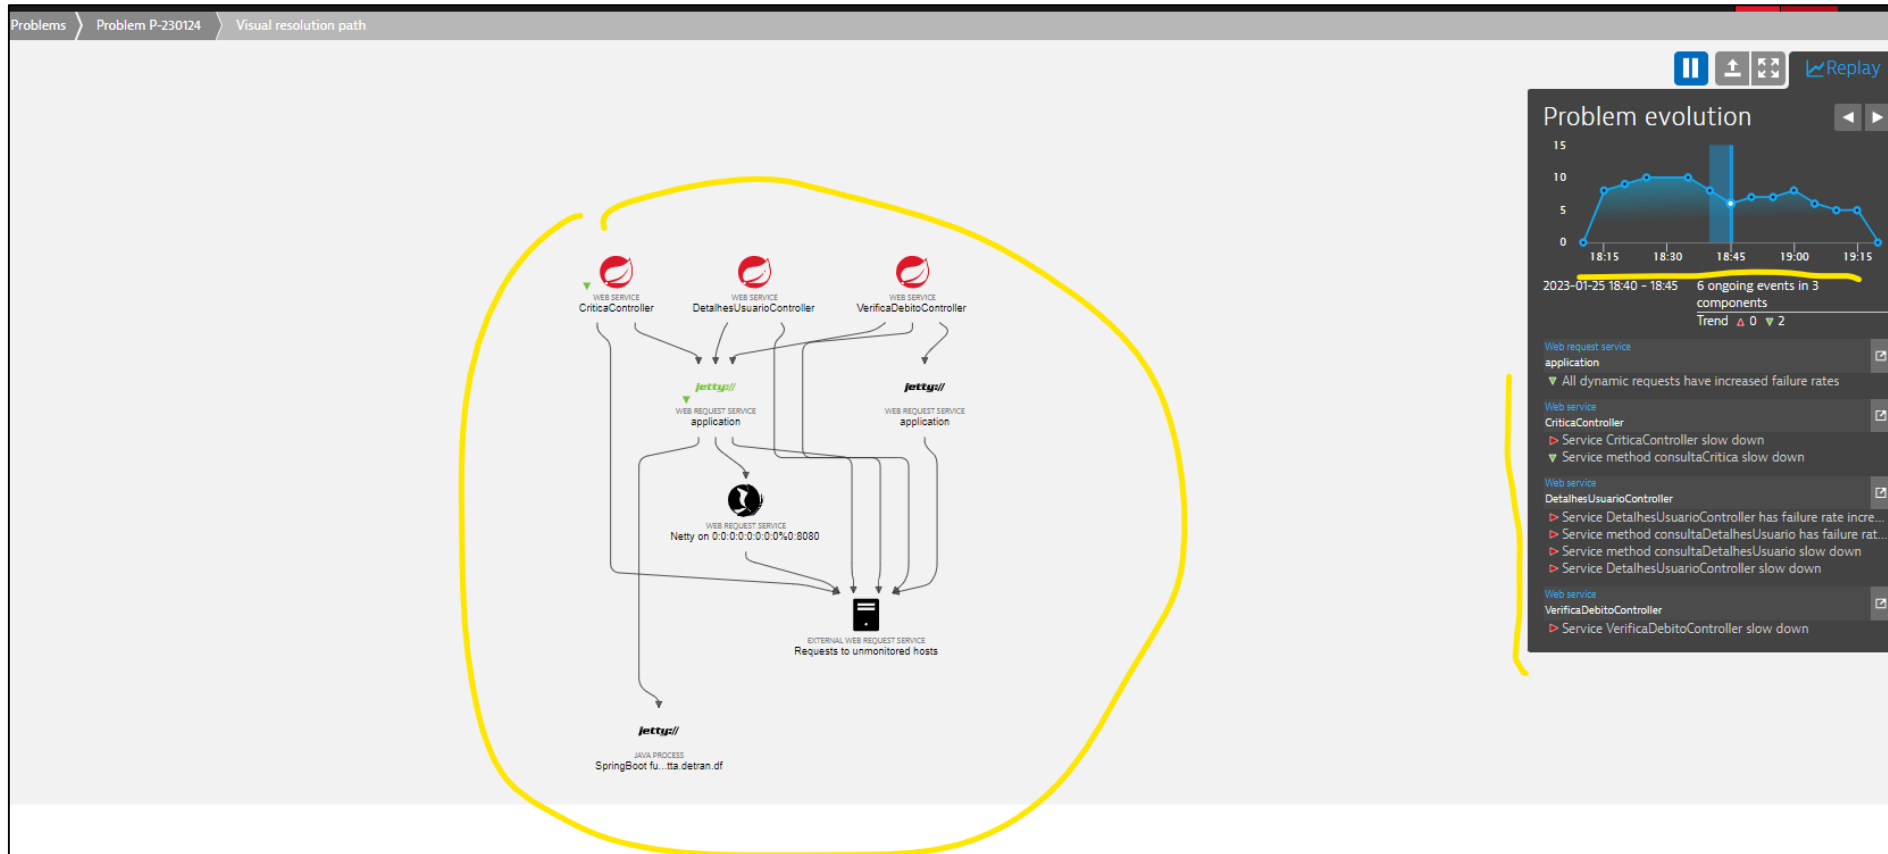 Problems
Problem P-230124
Visual resolution path
Replay
Problem evolution
15
10
5
0
18:15 18:30 18:45 19:00 19:15
2023-01-25 18:40 - 18:45
6 ongoing events in 3
components
Trend 0 2
Web request service
application
All dynamic requests have increased failure rates
Web service
CriticaController
Service CriticaController slow down
Service method consultaCritica slow down
Web service
DetalhesUsuarioController
Service DetalhesUsuarioController has failure rate incre...
Service method consultaDetalhesUsuario has failure rat...
Service method consultaDetalhesUsuario slow down
Service DetalhesUsuarioController slow down
Web service
VerificaDebitoController
Service VerificaDebitoController slow down
WEB SERVICE
CriticaController
WEB SERVICE
DetalhesUsuarioController
WEB SERVICE
VerificaDebitoController
jetty://
WEB REQUEST SERVICE
application
jetty://
WEB REQUEST SERVICE
application
WEB REQUEST SERVICE
Netty on 0:0:0:0:0:0:0:0%0:8080
EXTERNAL WEB REQUEST SERVICE
Requests to unmonitored hosts
jetty://
JAVA PROCESS
SpringBoot fu...tta.detran.df